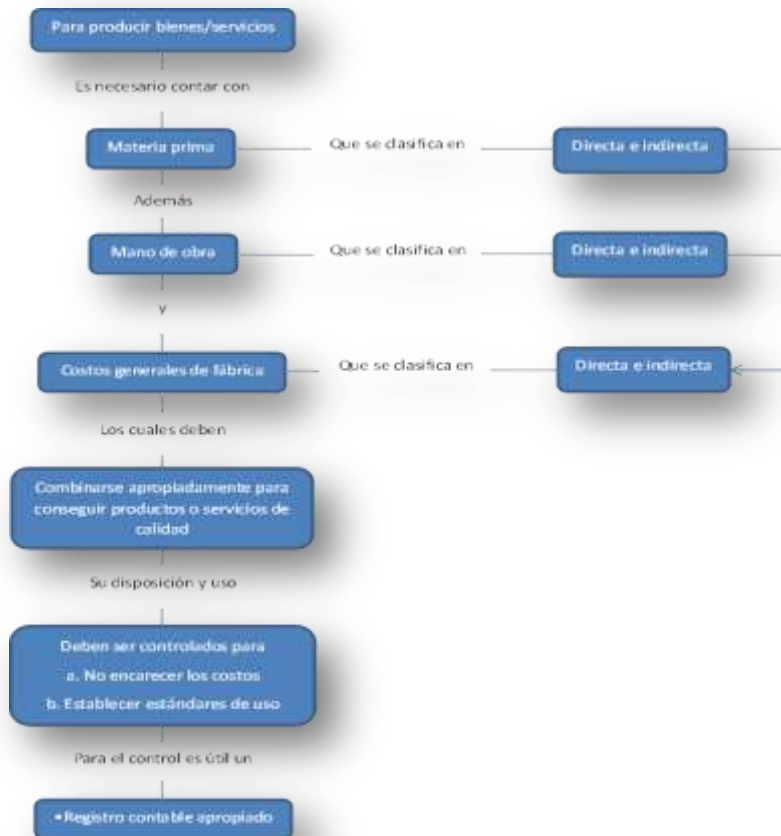 Para producir bienes/servicios
Es necesario contar con
Materia prima
Que se clasifica en
Directa e indirecta
Además
Mano de obra
Que se clasifica en
Directa e indirecta
y
Costos generales de fábrica
Que se clasifica en
Directa e indirecta
Los cuales deben
Combinarse apropiadamente para
conseguir productos o servicios de
calidad
Su disposición y uso
Deben ser controlados para
a. No encarecer los costos
b. Establecer estándares de uso
Para el control es útil un
•Registro contable apropiado